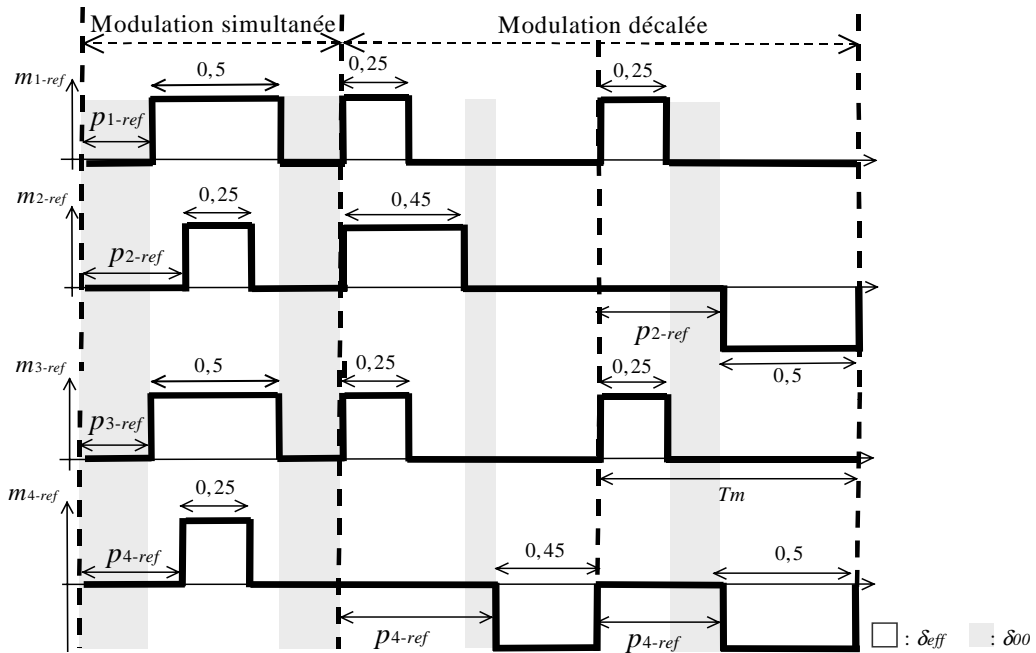 Modulation simultanée
Modulation décalée
m1-ref
0,5
0,25
0,25
p1-ref
m2-ref
0,25
0,45
p2-ref
p2-ref
0,5
m3-ref
0,5
0,25
0,25
p3-ref
Tm
m4-ref
0,25
0,45
0,5
p4-ref
p4-ref
p4-ref
: δeff : δ00